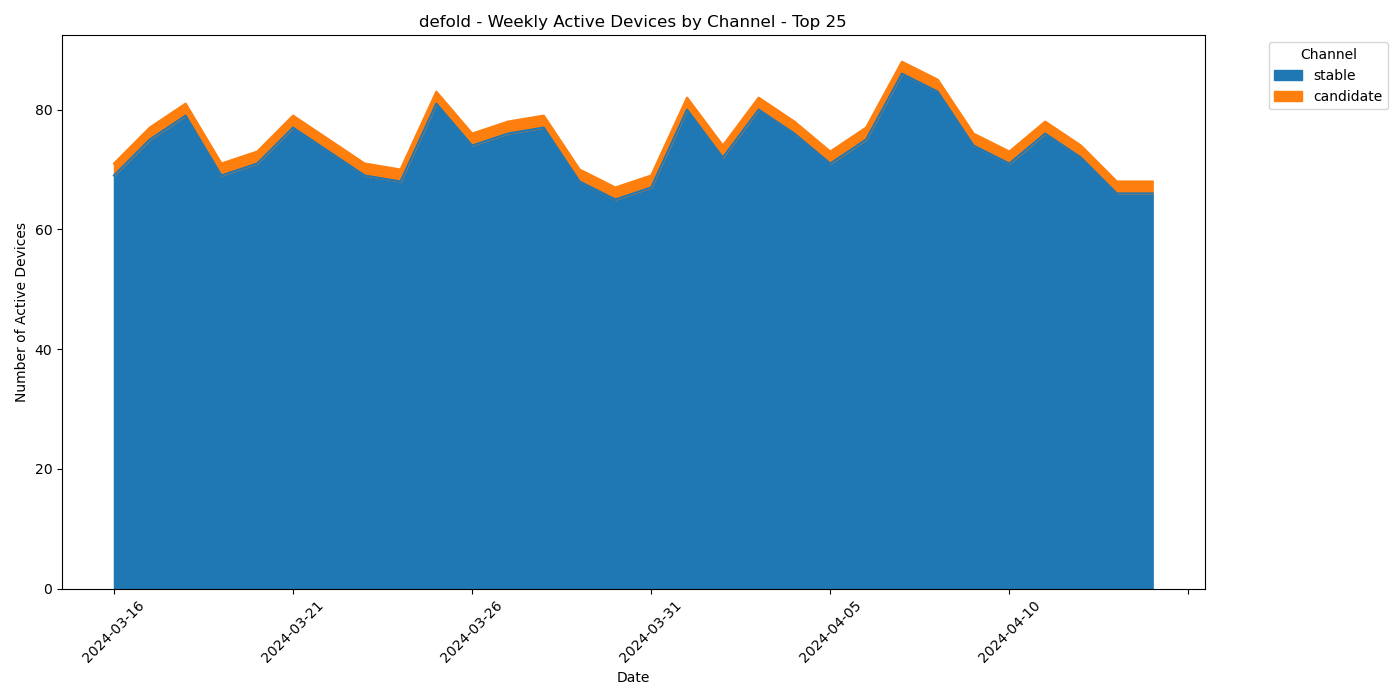 defold - Weekly Active Devices by Channel - Top 25
Channel
stable
candidate
Number of Active Devices
80
60
40
20
0
2024-03-16
2024-03-21
2024-03-26
2024-03-31
2024-04-05
2024-04-10
Date